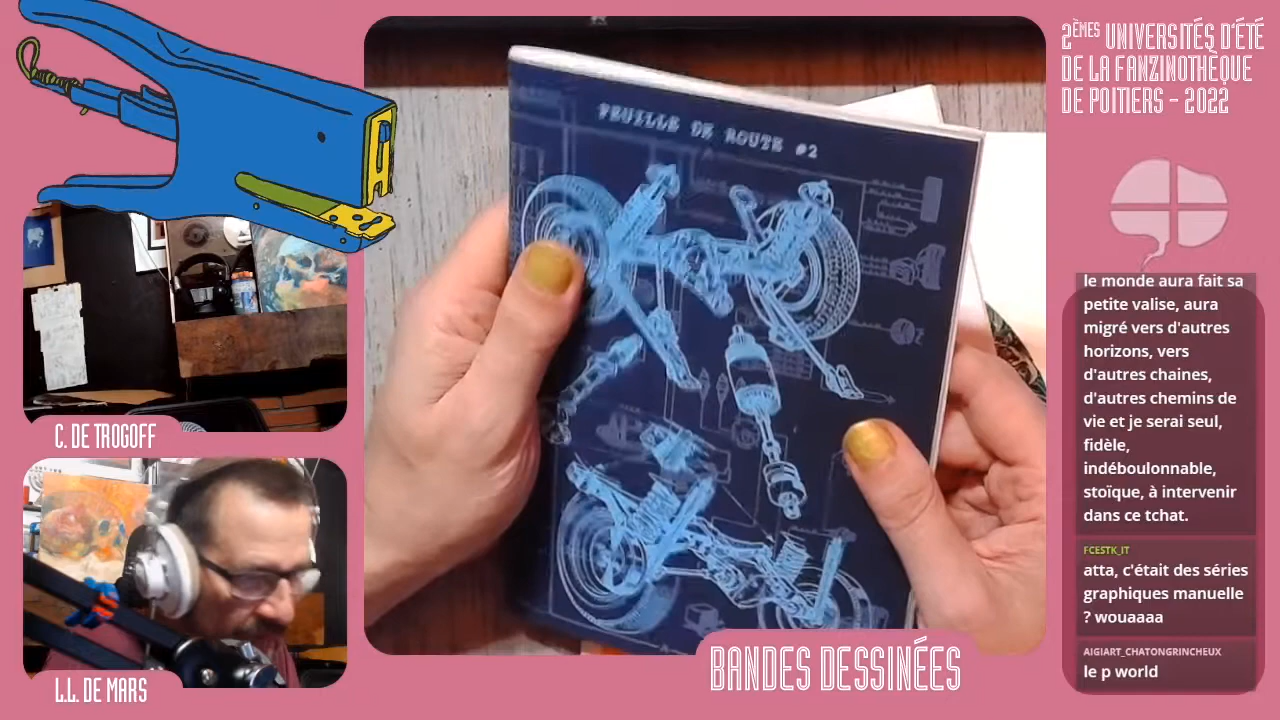 2ÈMES UNIVERSITÉS D'ÉTÉ
DE LA FANZINOTHÈQUE
DE POITIERS - 2022
FEUILLE DE ROUTE #2
C. DE TROGOFF
L.L. DE MARS
BANDES DESSINÉES
le monde aura fait sa
petite valise, aura
migré vers d'autres
horizons, vers
d'autres chaines,
d'autres chemins de
vie et je serai seul,
fidèle,
indéboulonnable,
stoïque, à intervenir
dans ce tchat.
FCESTK_IT
atta, c'était des séries
graphiques manuelle
? wouaaaa
AIGIART_CHATONGRINCHEUX
le p world